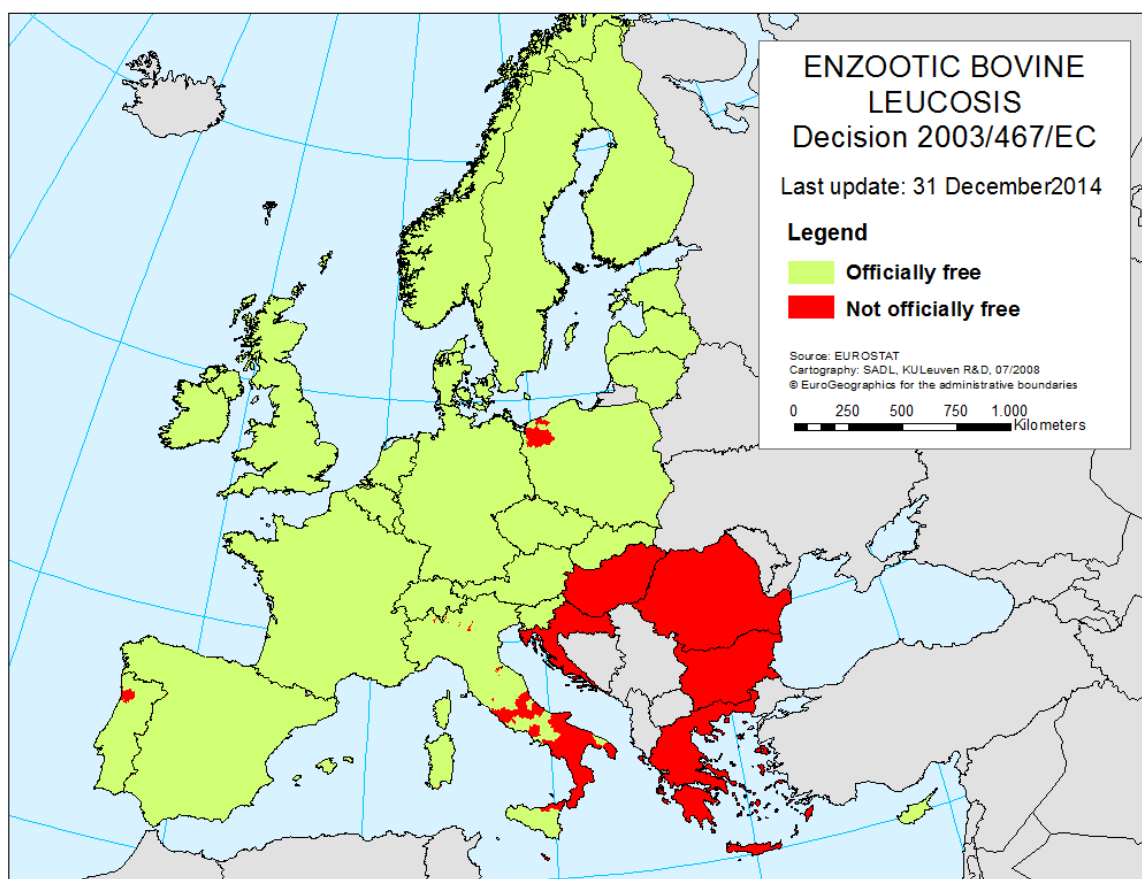 ENZOOTIC BOVINE
LEUCOSIS
Decision 2003/467/EC
Last update: 31 December2014
Legend
Officially free
Not officially free
Source: EUROSTAT
Cartography: SADL, KULeuven R&D, 07/2008
© EuroGeographics for the administrative boundaries
0 250 500 750 1.000
Kilometers